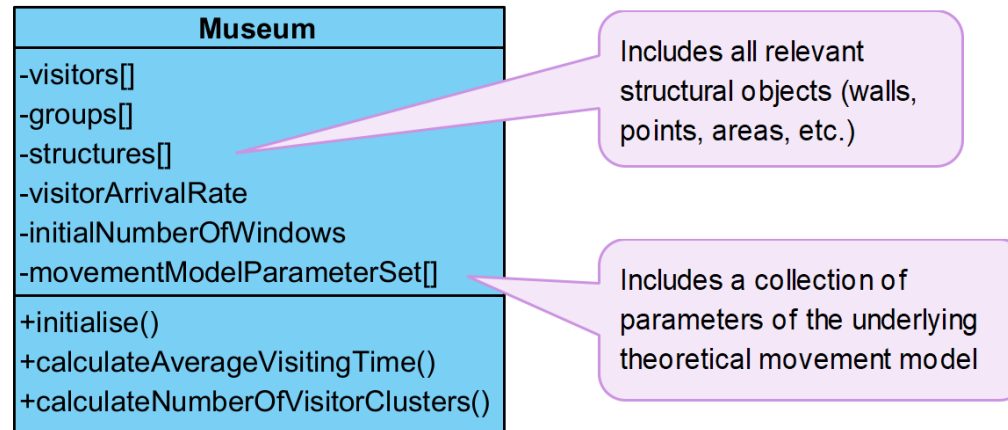 Museum
-visitors[]
-groups[]
-structures[]
-visitorArrivalRate
-initialNumberOfWindows
-movementModelParameterSet[]
+initialise()
+calculateAverageVisitingTime()
+calculateNumberOfVisitorClusters()
Includes all relevant
structural objects (walls,
points, areas, etc.)
Includes a collection of
parameters of the underlying
theoretical movement model